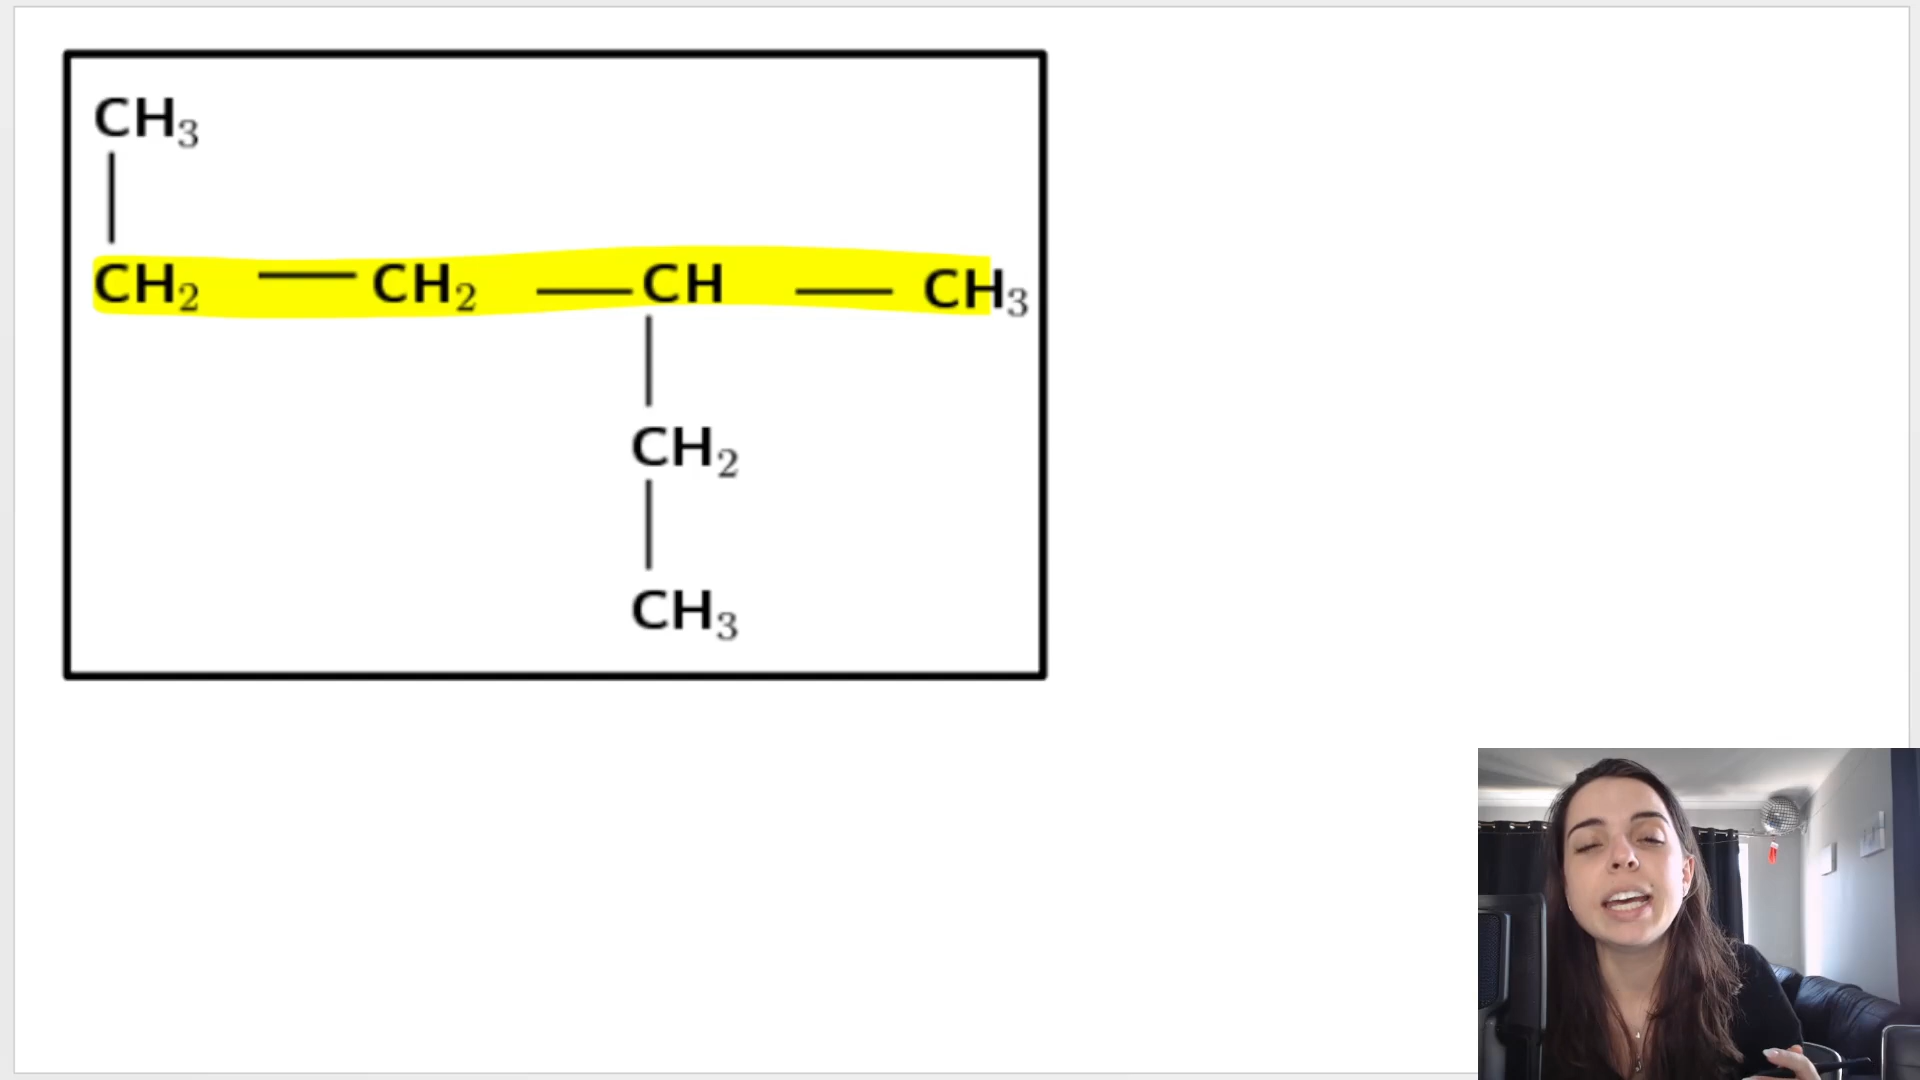 CH₃
CH₂ — CH₂ — CH — CH₃
CH₂
CH₃